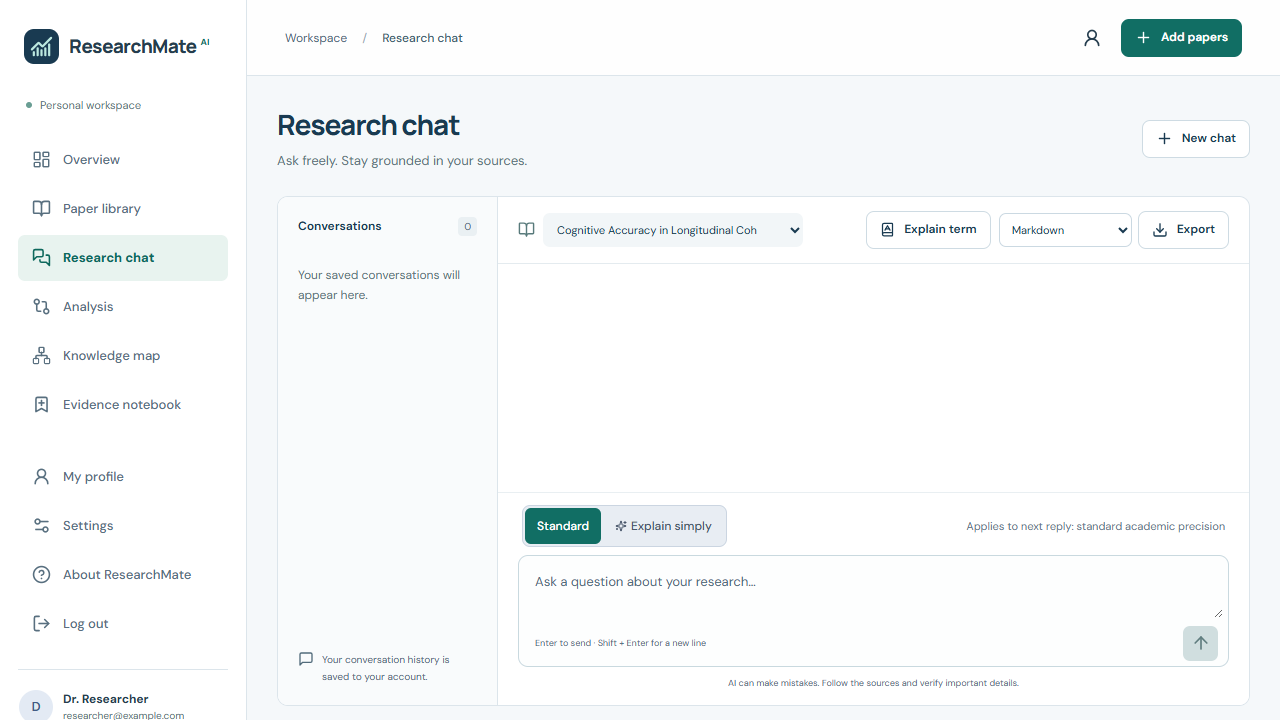 ResearchMate AI
Personal workspace
Overview
Paper library
Research chat
Analysis
Knowledge map
Evidence notebook
My profile
Settings
About ResearchMate
Log out
D
Dr. Researcher
researcher@example.com
Workspace / Research chat
Add papers
Research chat
Ask freely. Stay grounded in your sources.
New chat
Conversations 0
Your saved conversations will
appear here.
Your conversation history is
saved to your account.
Cognitive Accuracy in Longitudinal Coh
Explain term
Markdown
Export
Standard
Explain simply
Applies to next reply: standard academic precision
Ask a question about your research...
Enter to send · Shift + Enter for a new line
AI can make mistakes. Follow the sources and verify important details.